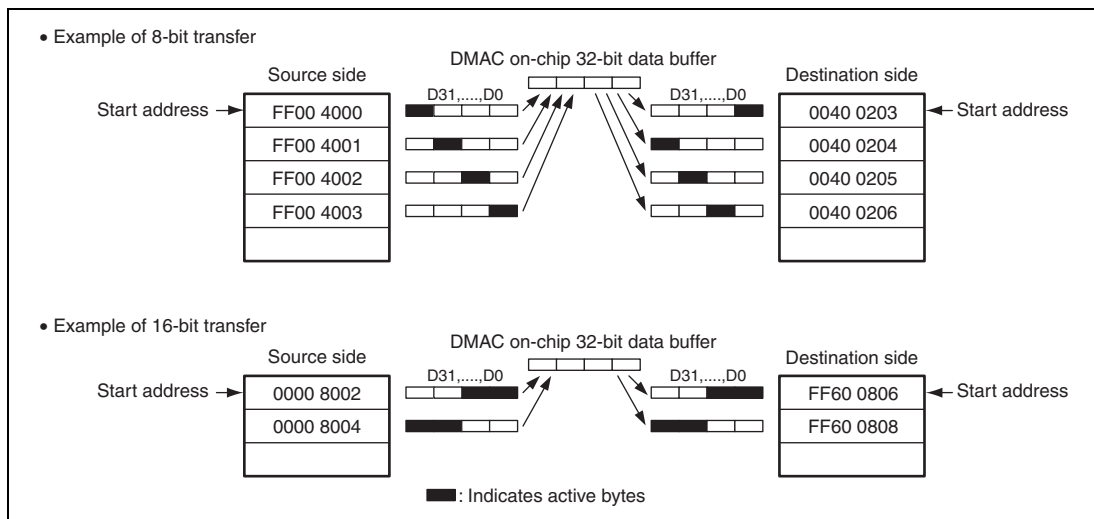 • Example of 8-bit transfer
DMAC on-chip 32-bit data buffer
Source side
Destination side
D31,....,D0
D31,....,D0
Start address
FF00 4000
0040 0203
Start address
FF00 4001
0040 0204
FF00 4002
0040 0205
FF00 4003
0040 0206
• Example of 16-bit transfer
DMAC on-chip 32-bit data buffer
Source side
Destination side
D31,....,D0
D31,....,D0
Start address
0000 8002
FF60 0806
Start address
0000 8004
FF60 0808
: Indicates active bytes